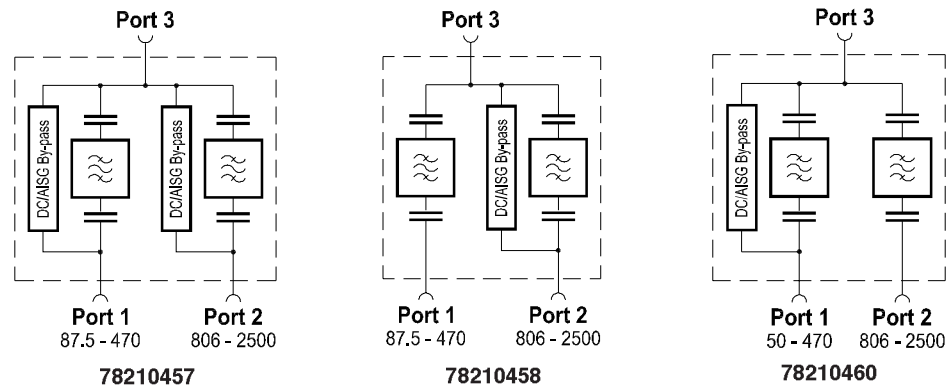 Port 3
DC/AISG By-pass
DC/AISG By-pass
Port 1
87.5 - 470
Port 2
806 - 2500
78210457
Port 3
DC/AISG By-pass
Port 1
87.5 - 470
Port 2
806 - 2500
78210458
Port 3
DC/AISG By-pass
Port 1
50 - 470
Port 2
806 - 2500
78210460